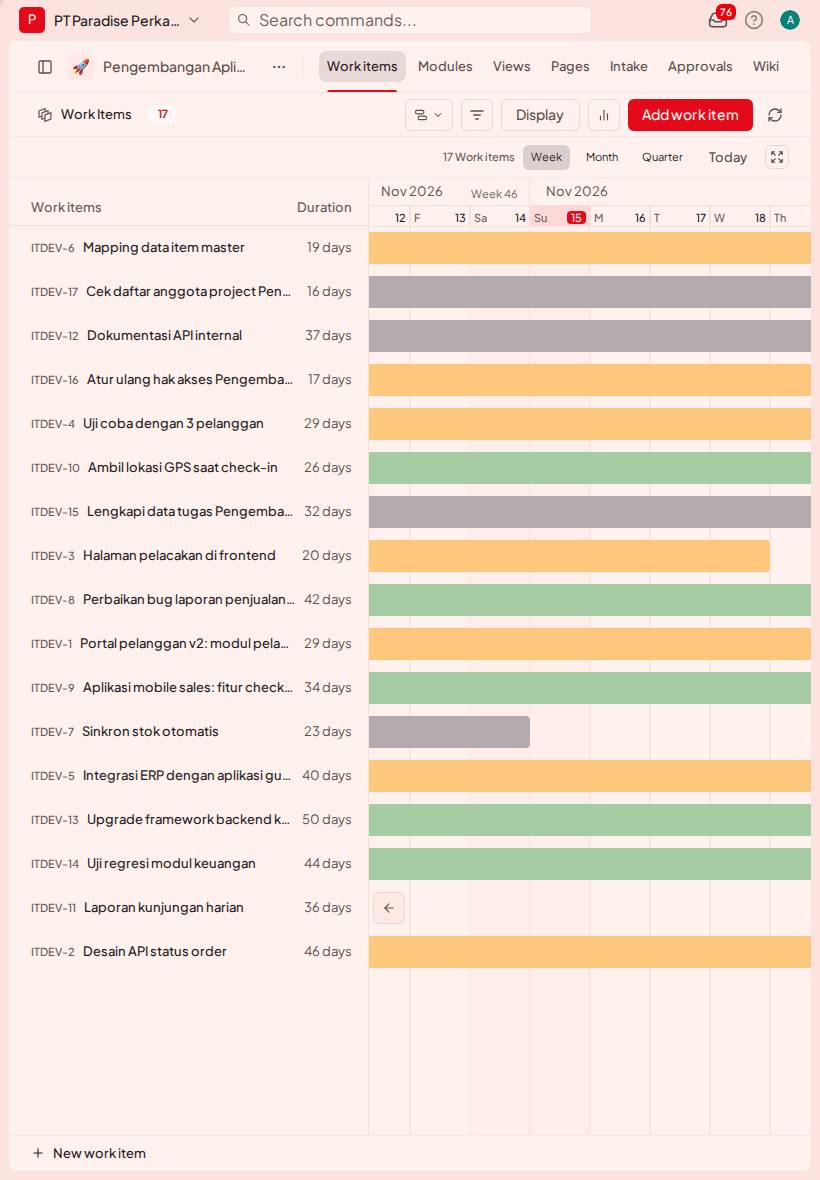 P PT Paradise Perka... Search commands... 76 A
Pengembangan Apli... Work items Modules Views Pages Intake Approvals Wiki
Work Items 17 Display Add work item
17 Work items Week Month Quarter Today
Nov 2026 Week 46 Nov 2026
Work items Duration 12 F 13 Sa 14 Su 15 M 16 T 17 W 18 Th
ITDEV-6 Mapping data item master 19 days
ITDEV-17 Cek daftar anggota project Pen... 16 days
ITDEV-12 Dokumentasi API internal 37 days
ITDEV-16 Atur ulang hak akses Pengemba... 17 days
ITDEV-4 Uji coba dengan 3 pelanggan 29 days
ITDEV-10 Ambil lokasi GPS saat check-in 26 days
ITDEV-15 Lengkapi data tugas Pengemba... 32 days
ITDEV-3 Halaman pelacakan di frontend 20 days
ITDEV-8 Perbaikan bug laporan penjualan... 42 days
ITDEV-1 Portal pelanggan v2: modul pela... 29 days
ITDEV-9 Aplikasi mobile sales: fitur check... 34 days
ITDEV-7 Sinkron stok otomatis 23 days
ITDEV-5 Integrasi ERP dengan aplikasi gu... 40 days
ITDEV-13 Upgrade framework backend k... 50 days
ITDEV-14 Uji regresi modul keuangan 44 days
ITDEV-11 Laporan kunjungan harian 36 days
ITDEV-2 Desain API status order 46 days
New work item